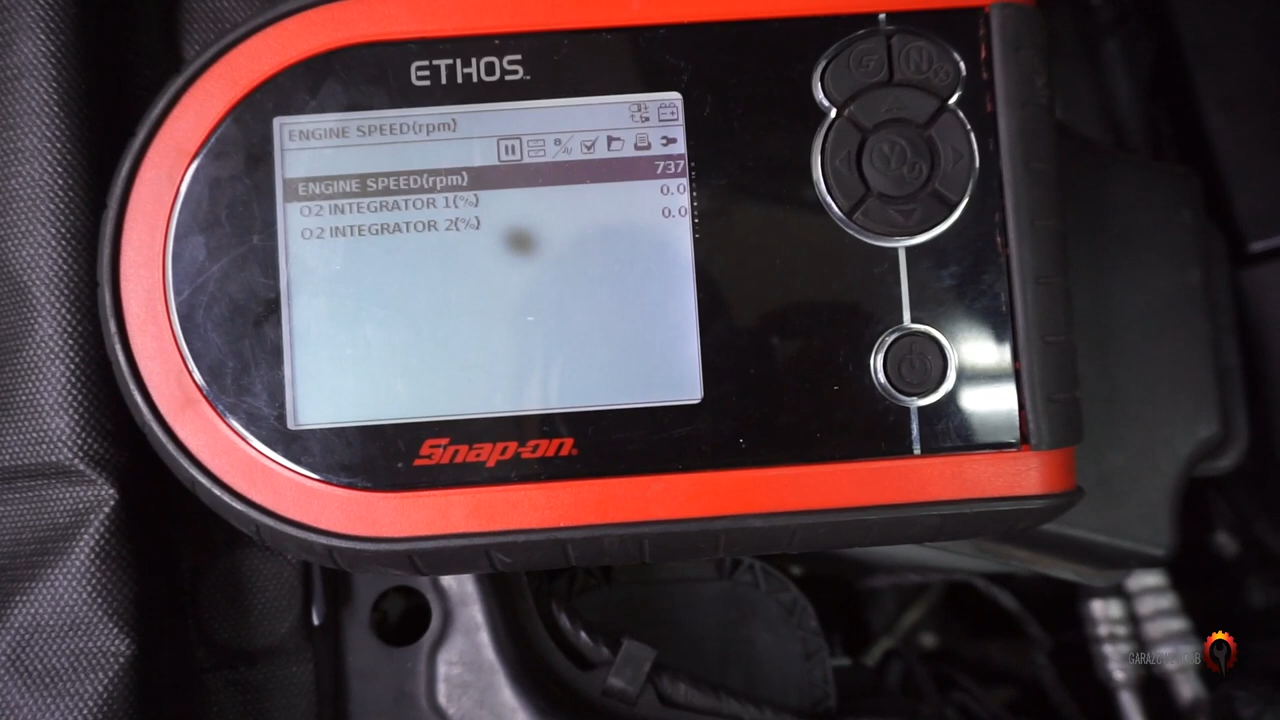 ETHOS™
ENGINE SPEED(rpm)
ENGINE SPEED(rpm) 737
O2 INTEGRATOR 1(%) 0.0
O2 INTEGRATOR 2(%) 0.0
Snap-on®
N
Y